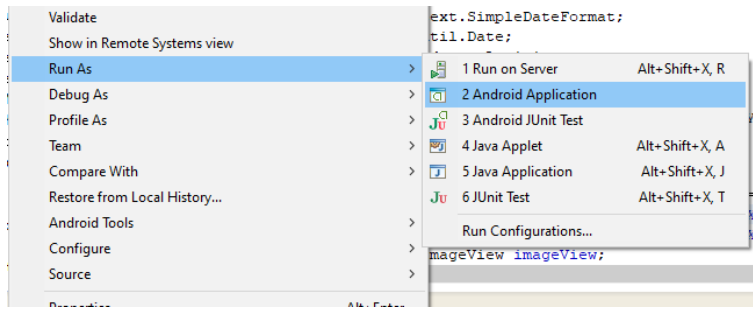 Validate
ext.SimpleDateFormat;
Show in Remote Systems view
til.Date;
Run As
1 Run on Server Alt+Shift+X, R
Debug As
2 Android Application
Profile As
3 Android JUnit Test
Team
4 Java Applet Alt+Shift+X, A
Compare With
5 Java Application Alt+Shift+X, J
Restore from Local History...
6 JUnit Test Alt+Shift+X, T
Android Tools
Run Configurations...
Configure
mageView imageView;
Source
Properties Alt+Enter